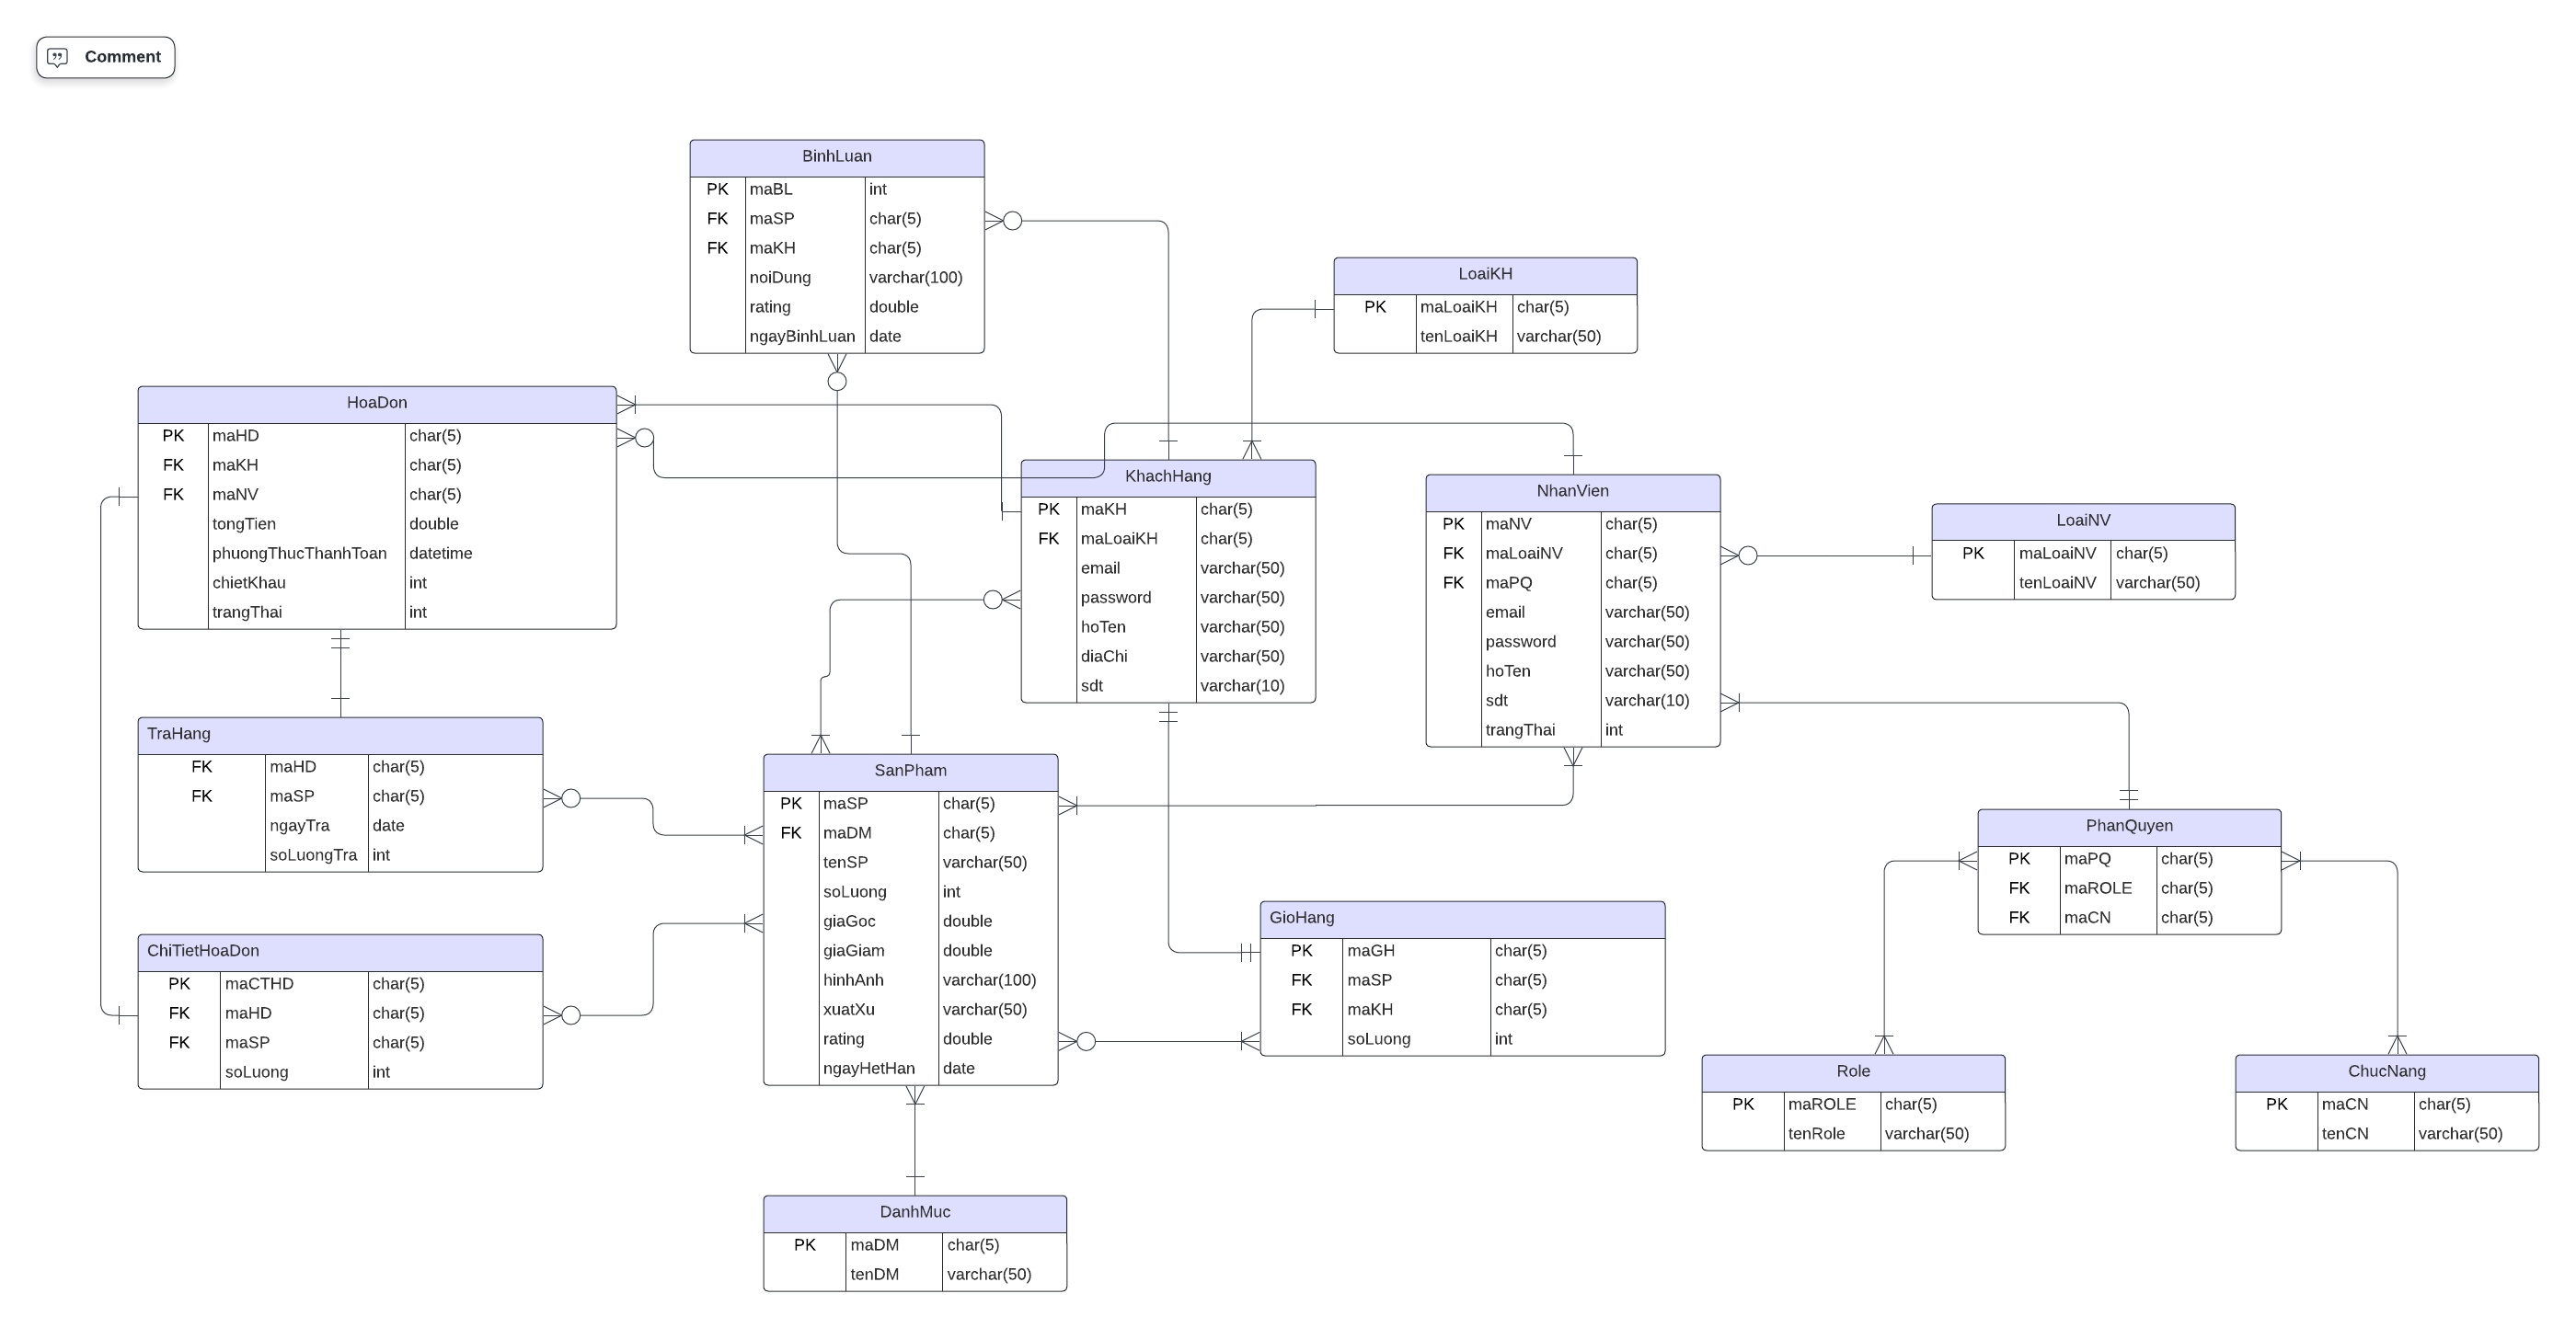 Comment
BinhLuan
PK maBL int
FK maSP char(5)
FK maKH char(5)
noiDung varchar(100)
rating double
ngayBinhLuan date
LoaiKH
PK maLoaiKH char(5)
tenLoaiKH varchar(50)
HoaDon
PK maHD char(5)
FK maKH char(5)
FK maNV char(5)
tongTien double
phuongThucThanhToan datetime
chietKhau int
trangThai int
KhachHang
PK maKH char(5)
FK maLoaiKH char(5)
email varchar(50)
password varchar(50)
hoTen varchar(50)
diaChi varchar(50)
sdt varchar(10)
NhanVien
PK maNV char(5)
FK maLoaiNV char(5)
FK maPQ char(5)
email varchar(50)
password varchar(50)
hoTen varchar(50)
sdt varchar(10)
trangThai int
LoaiNV
PK maLoaiNV char(5)
tenLoaiNV varchar(50)
TraHang
FK maHD char(5)
FK maSP char(5)
ngayTra date
soLuongTra int
SanPham
PK maSP char(5)
FK maDM char(5)
tenSP varchar(50)
soLuong int
giaGoc double
giaGiam double
hinhAnh varchar(100)
xuatXu varchar(50)
rating double
ngayHetHan date
PhanQuyen
PK maPQ char(5)
FK maROLE char(5)
FK maCN char(5)
ChiTietHoaDon
PK maCTHD char(5)
FK maHD char(5)
FK maSP char(5)
soLuong int
GioHang
PK maGH char(5)
FK maSP char(5)
FK maKH char(5)
soLuong int
Role
PK maROLE char(5)
tenRole varchar(50)
ChucNang
PK maCN char(5)
tenCN varchar(50)
DanhMuc
PK maDM char(5)
tenDM varchar(50)